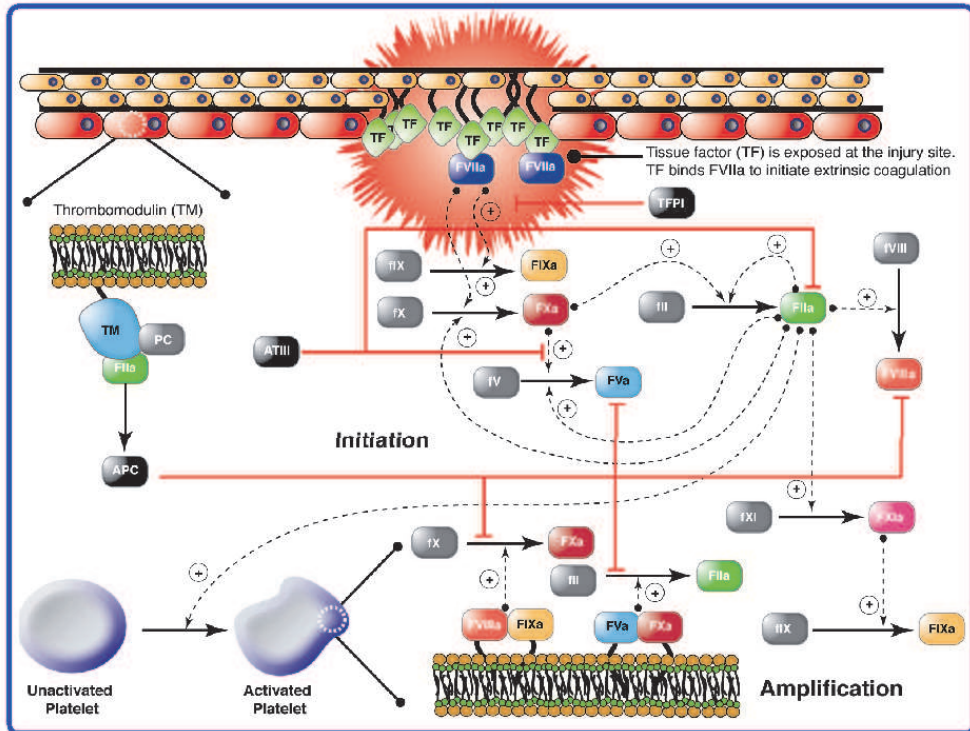 TF
TF
TF
TF
TF
TF
TF
TF
FVIIa
FVIIa
Tissue factor (TF) is exposed at the injury site.
TF binds FVIIa to initiate extrinsic coagulation
Thrombomodulin (TM)
+
TFPI
fIX
FIXa
+
+
fVIII
fX
FXa
+
fII
+
FIIa
+
TM
PC
FIIa
ATIII
+
+
fV
FVa
FVIIIa
+
Initiation
APC
+
fXI
FXIa
fX
FXa
+
+
fII
FIIa
+
+
FVIIIa
FIXa
FVa
FXa
fIX
FIXa
Unactivated
Platelet
Activated
Platelet
Amplification